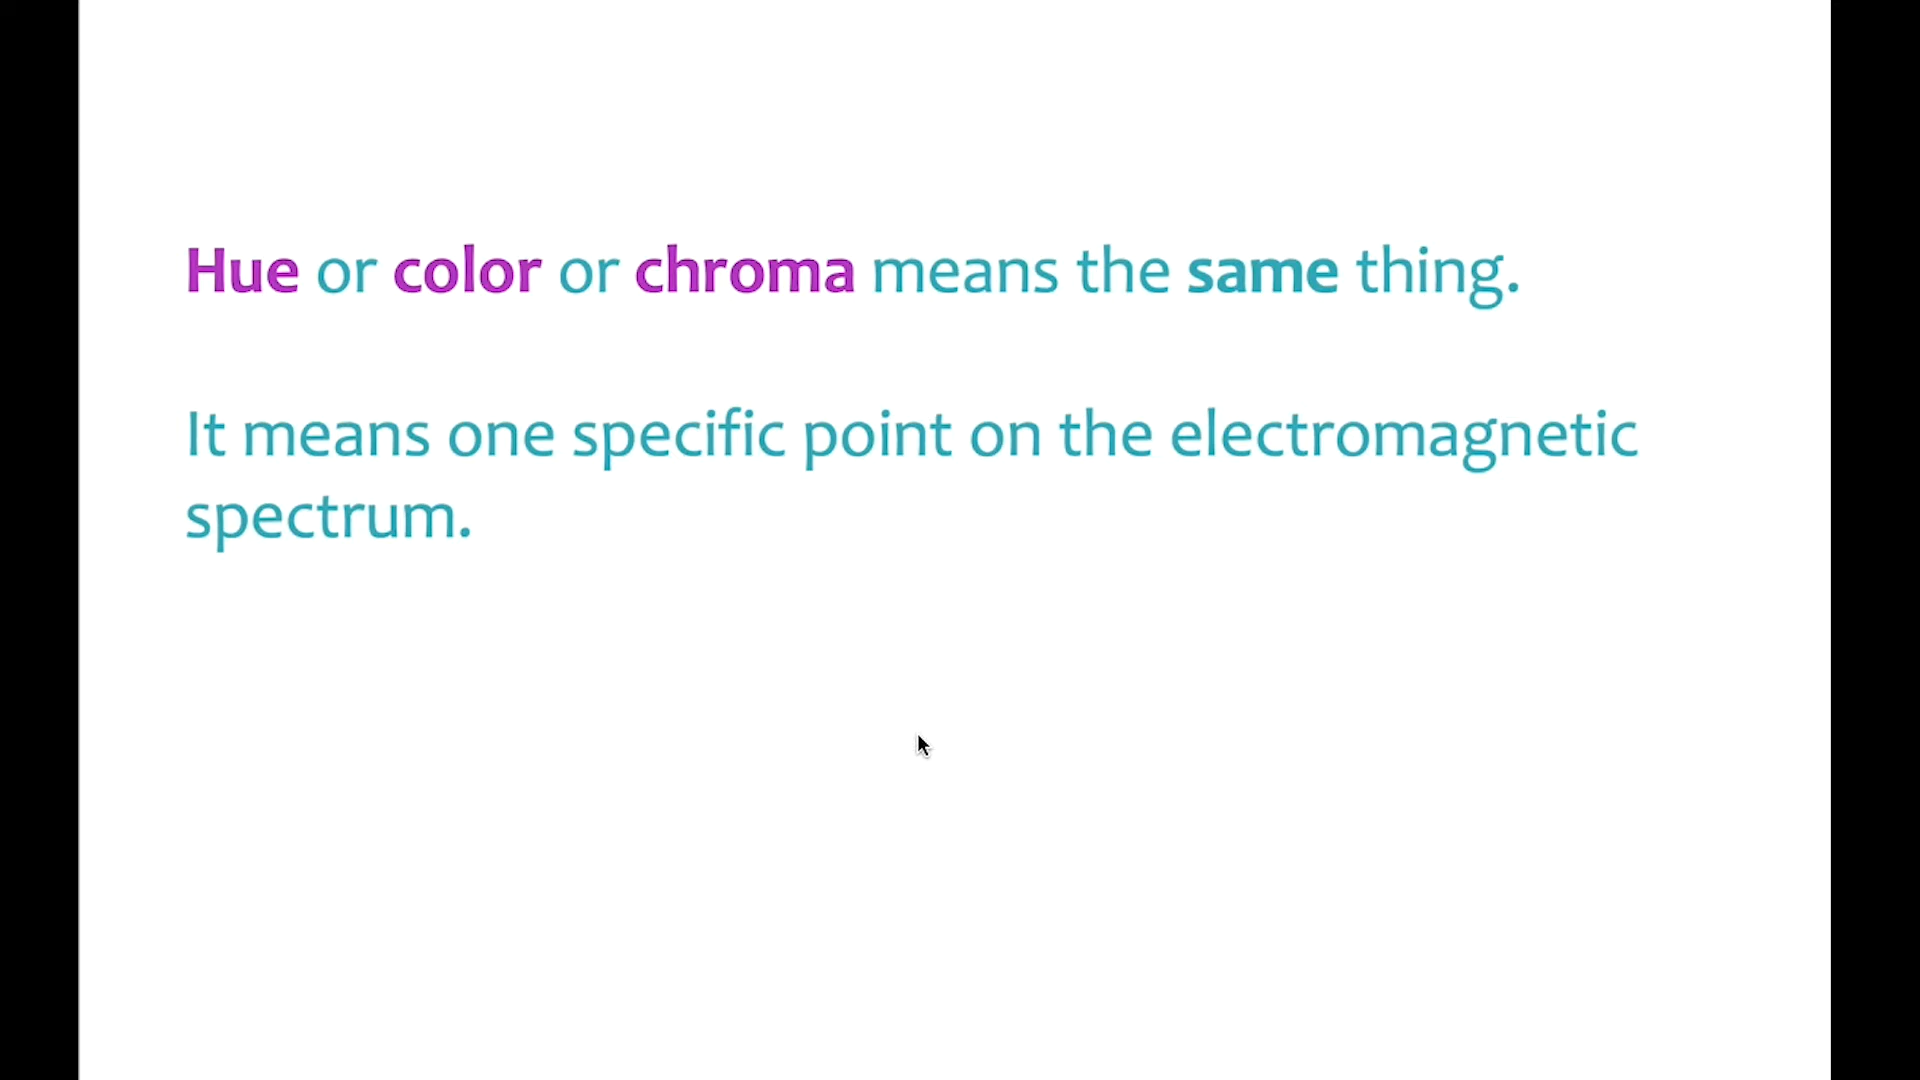 Hue or color or chroma means the same thing.
It means one specific point on the electromagnetic
spectrum.